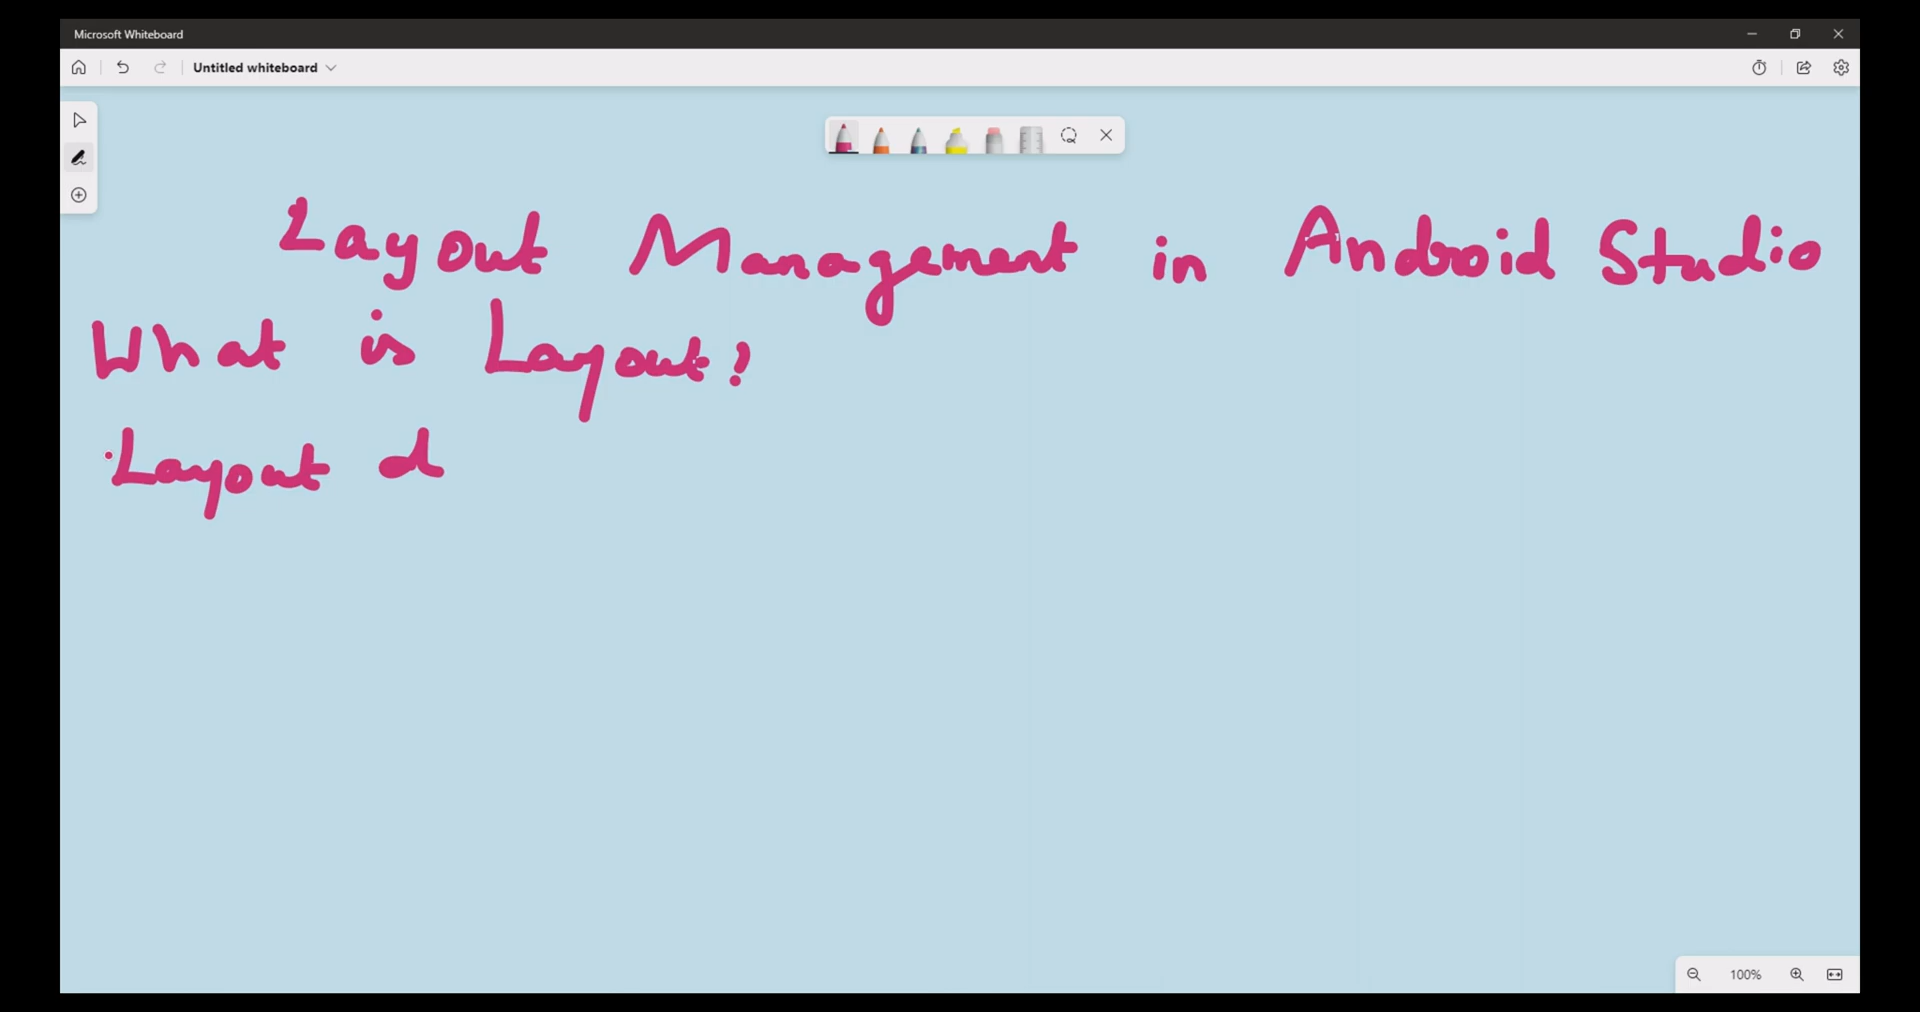 Microsoft Whiteboard
Untitled whiteboard
Layout Management in Android Studio
What is Layout?
Layout d
100%